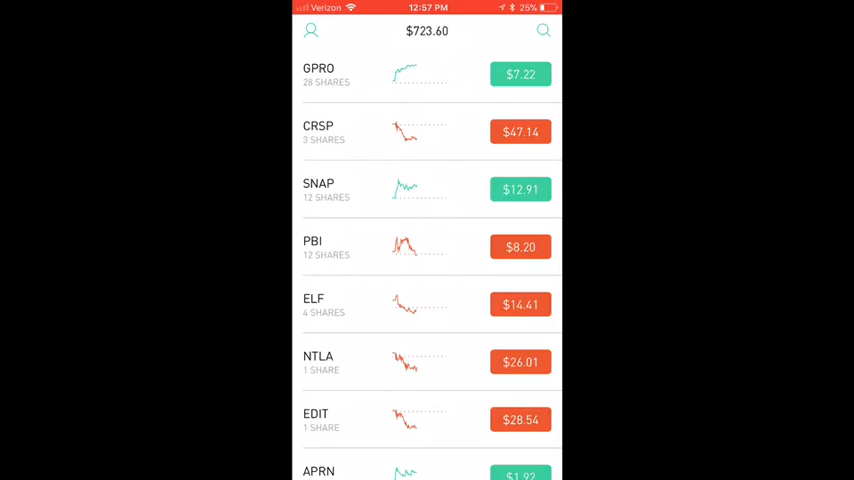 Verizon 12:57 PM 25%
$723.60
GPRO
28 SHARES
$7.22
CRSP
3 SHARES
$47.14
SNAP
12 SHARES
$12.91
PBI
12 SHARES
$8.20
ELF
4 SHARES
$14.41
NTLA
1 SHARE
$26.01
EDIT
1 SHARE
$28.54
APRN
$1.92